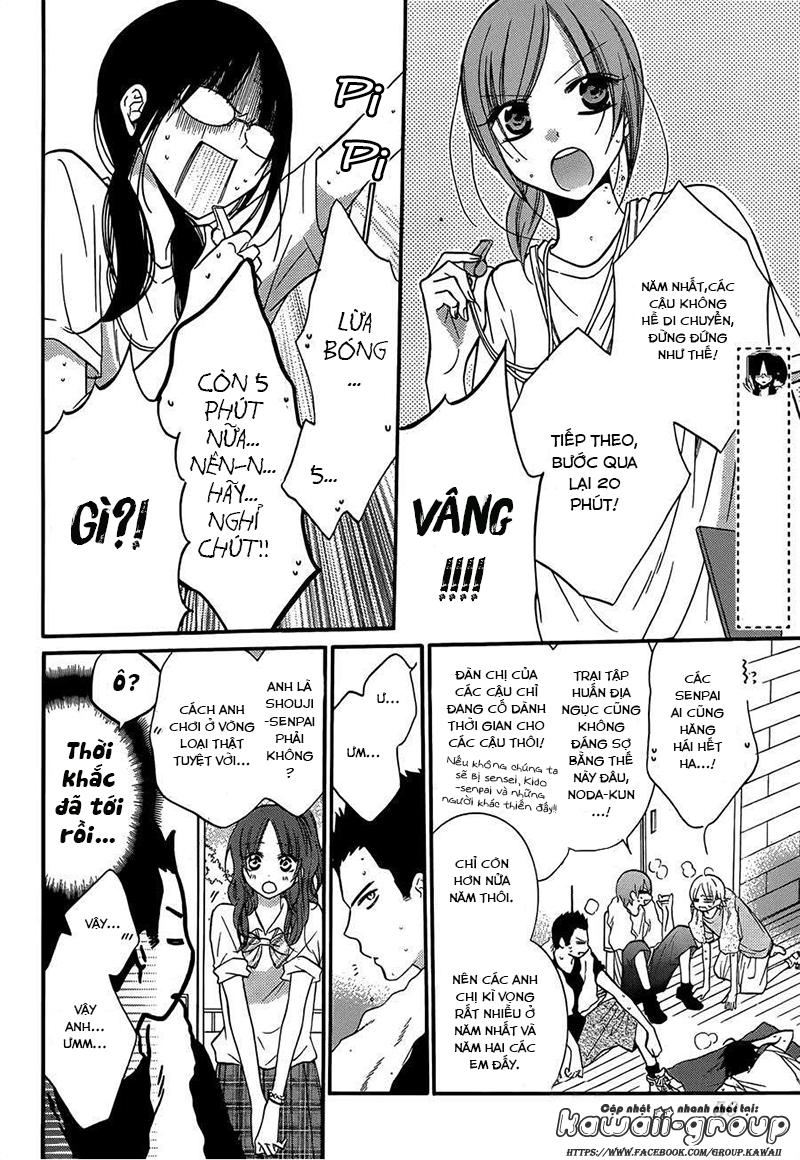 NĂM NHẤT,CÁC
CẬU KHÔNG
HỀ DI CHUYỂN,
ĐỪNG ĐỨNG
NHƯ THẾ!
TIẾP THEO,
BƯỚC QUA
LẠI 20
PHÚT!
VÂNG
!!!!
Pi
Pi
LỪA
BÓNG
...
5...
CÒN 5
PHÚT
NỮA...
NÊN-N...
HÃY...
NGHỈ
CHÚT!!
GÌ?!
CÁC
SENPAI
AI CŨNG
HĂNG
HÁI HẾT
HA...!
TRẠI TẬP
HUẤN ĐỊA
NGỤC CŨNG
KHÔNG
ĐÁNG SỢ
BẰNG THẾ
NÀY ĐÂU,
NODA-KUN
...!
ĐÀN CHỊ CỦA
CÁC CẬU CHỈ
ĐANG CỐ DÀNH
THỜI GIAN CHO
CÁC CẬU THÔI!
Nếu không chúng ta
sẽ bị sensei, Kido
-senpai và những
người khác thiến đấy!!
CHỈ CÒN
HƠN NỬA
NĂM THÔI.
NÊN CÁC ANH
CHỊ KÌ VỌNG
RẤT NHIỀU Ở
NĂM NHẤT VÀ
NĂM HAI CÁC
EM ĐẤY.
Ư...
ƯM...
ANH LÀ
SHOUJI
-SENPAI
PHẢI
KHÔNG
?
CÁCH ANH
CHƠI Ở VÒNG
LOẠI THẬT
TUYỆT VỜI...
Ô?
Thời
khắc
đã tới
rồi...
VẬY...
VẬY
ANH...
ƯMM...
Cập nhật nhanh nhất tại:
Kawaii-group
HTTPS://WWW.FACEBOOK.COM/GROUP.KAWAII